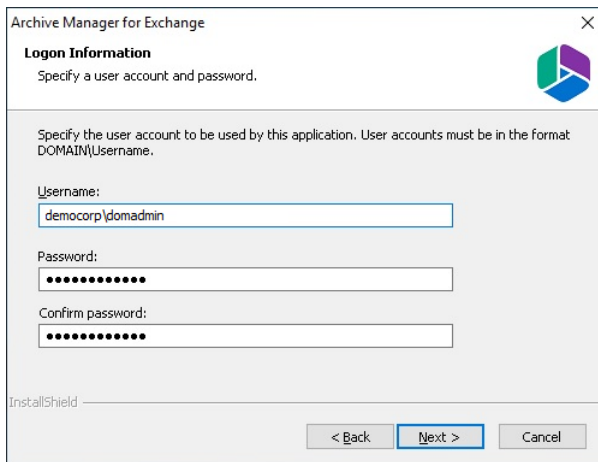 Archive Manager for Exchange
Logon Information
Specify a user account and password.
Specify the user account to be used by this application. User accounts must be in the format
DOMAIN\Username.
Username:
democorp\domadmin
Password:
••••••••••••
Confirm password:
••••••••••••
InstallShield
< Back Next > Cancel